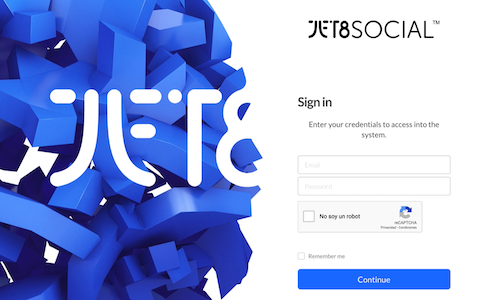 JET8
JET8SOCIAL™
Sign in
Enter your credentials to access into the
system.
Email
Password
No soy un robot
reCAPTCHA
Privacidad - Condiciones
Remember me
Continue